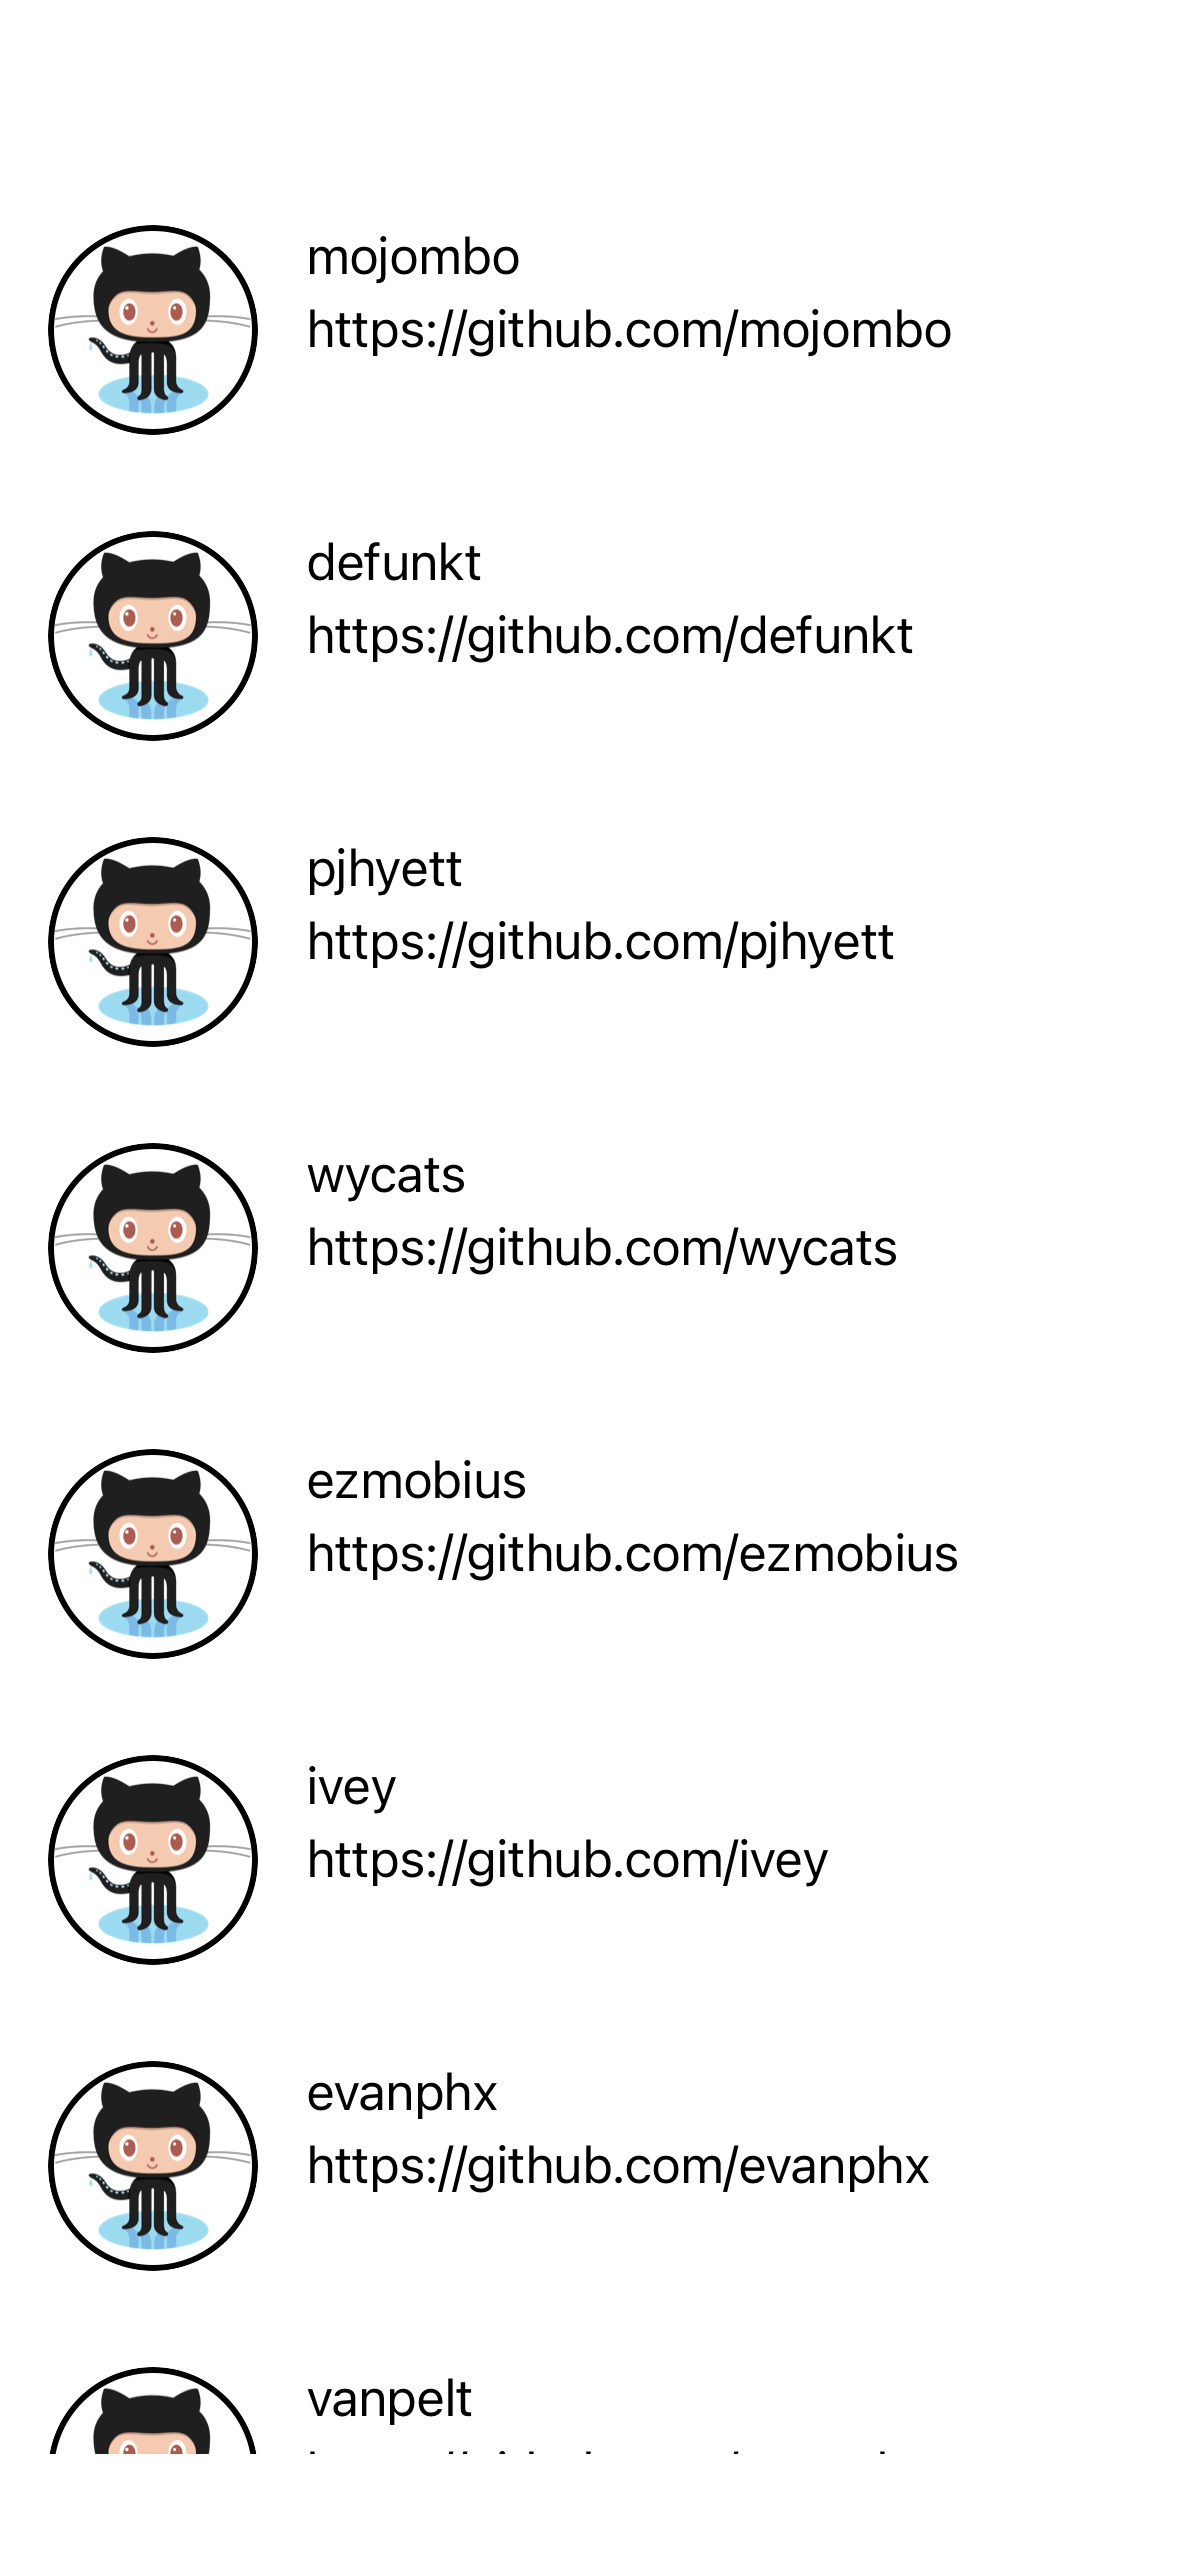 mojombo
https://github.com/mojombo
defunkt
https://github.com/defunkt
pjhyett
https://github.com/pjhyett
wycats
https://github.com/wycats
ezmobius
https://github.com/ezmobius
ivey
https://github.com/ivey
evanphx
https://github.com/evanphx
vanpelt